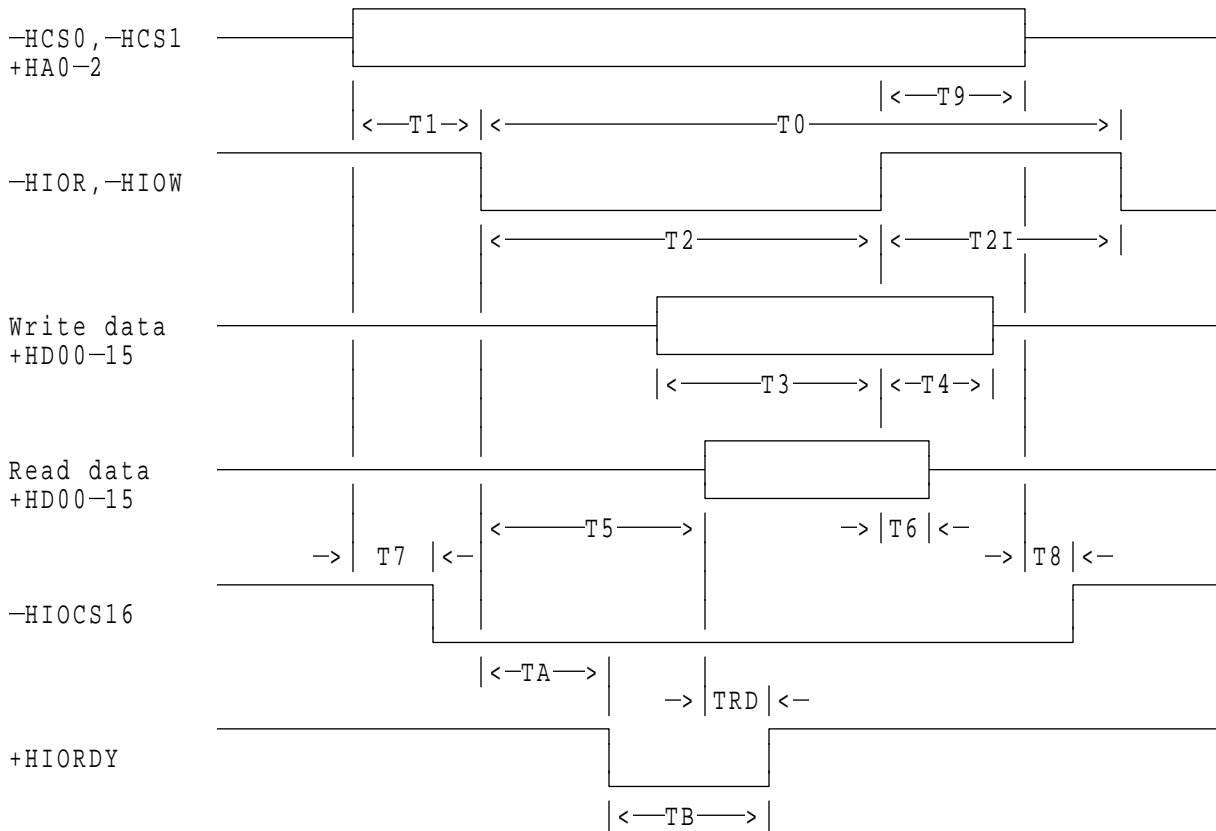 —HCS0,—HCS1
+HA0—2
T9
T1
T0
—HIOR,—HIOW
T2
T2I
Write data
+HD00—15
T3
T4
Read data
+HD00—15
T5
T6
T7
T8
—HIOCS16
TA
TRD
+HIORDY
TB